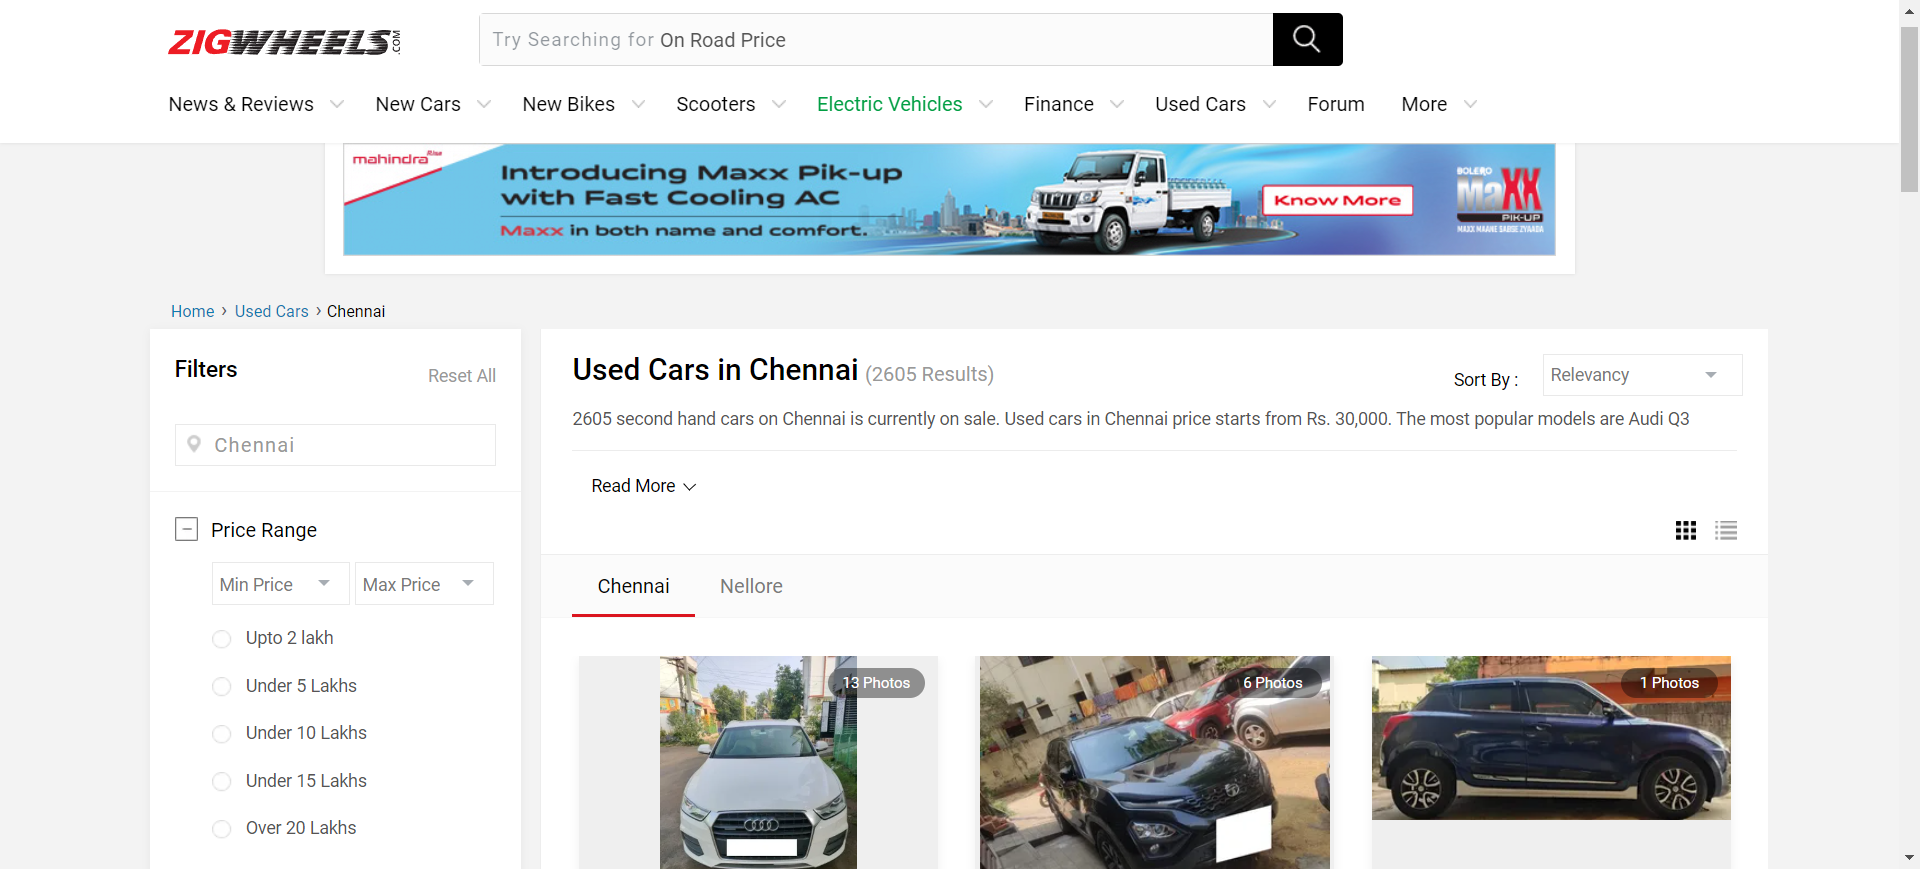 ZIGWHEELS.COM
Try Searching for On Road Price
News & Reviews
New Cars
New Bikes
Scooters
Electric Vehicles
Finance
Used Cars
Forum
More
mahindra Rise
Introducing Maxx Pik-up
with Fast Cooling AC
Maxx in both name and comfort.
Know More
BOLERO
MaXX
PIK-UP
MAXX MAANE SABSE ZYAADA
Home › Used Cars › Chennai
Filters
Reset All
Chennai
Price Range
Min Price
Max Price
Upto 2 lakh
Under 5 Lakhs
Under 10 Lakhs
Under 15 Lakhs
Over 20 Lakhs
Used Cars in Chennai (2605 Results)
Sort By :
Relevancy
2605 second hand cars on Chennai is currently on sale. Used cars in Chennai price starts from Rs. 30,000. The most popular models are Audi Q3
Read More
Chennai
Nellore
13 Photos
6 Photos
1 Photos